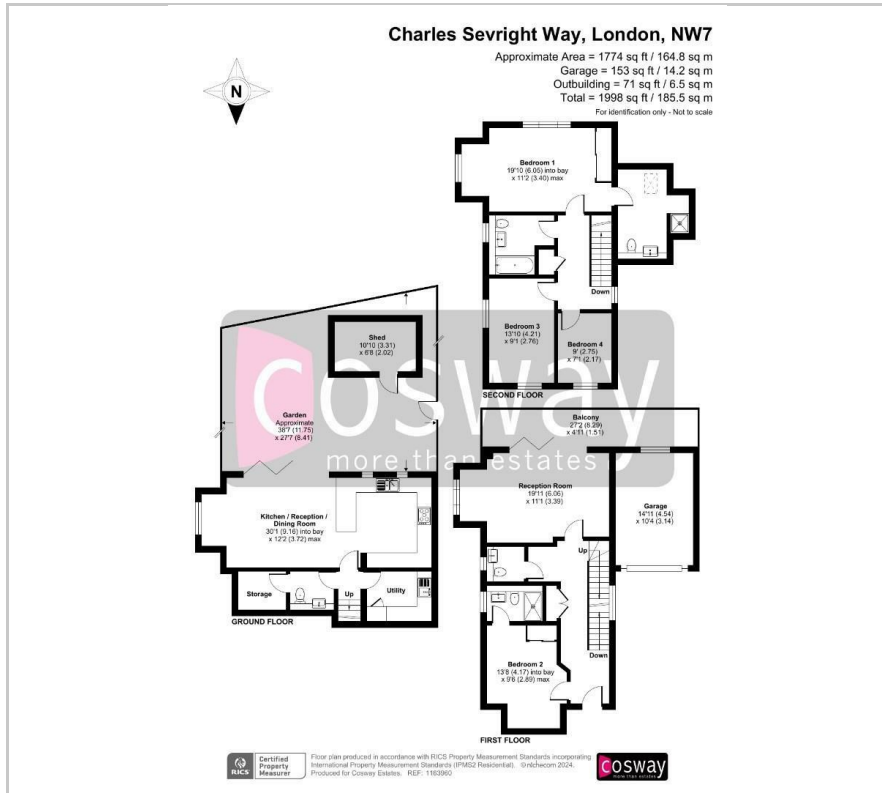 Charles Sevright Way, London, NW7
Approximate Area = 1774 sq ft / 164.8 sq m
Garage = 153 sq ft / 14.2 sq m
Outbuilding = 71 sq ft / 6.5 sq m
Total = 1998 sq ft / 185.5 sq m
For identification only - Not to scale
N
Bedroom 1
19'10 (6.05) into bay
x 11'2 (3.40) max
Down
Bedroom 3
13'10 (4.21)
x 9'1 (2.76)
Bedroom 4
9' (2.75)
x 7'1 (2.17)
SECOND FLOOR
Shed
10'10 (3.31)
x 6'8 (2.02)
Garden
Approximate
38'7 (11.75)
x 27'7 (8.41)
cosway
more than estates
Kitchen / Reception /
Dining Room
30'1 (9.16) into bay
x 12'2 (3.72) max
Storage
Up
Utility
GROUND FLOOR
Balcony
27'2 (8.29)
x 4'11 (1.51)
Reception Room
19'11 (6.06)
x 11'1 (3.39)
Garage
14'11 (4.54)
x 10'4 (3.14)
Up
Down
Bedroom 2
13'8 (4.17) into bay
x 9'6 (2.89) max
FIRST FLOOR
RICS
Certified
Property
Measurer
Floor plan produced in accordance with RICS Property Measurement Standards incorporating
International Property Measurement Standards (IPMS2 Residential). ©nichecom 2024.
Produced for Cosway Estates. REF: 1163960
cosway
more than estates